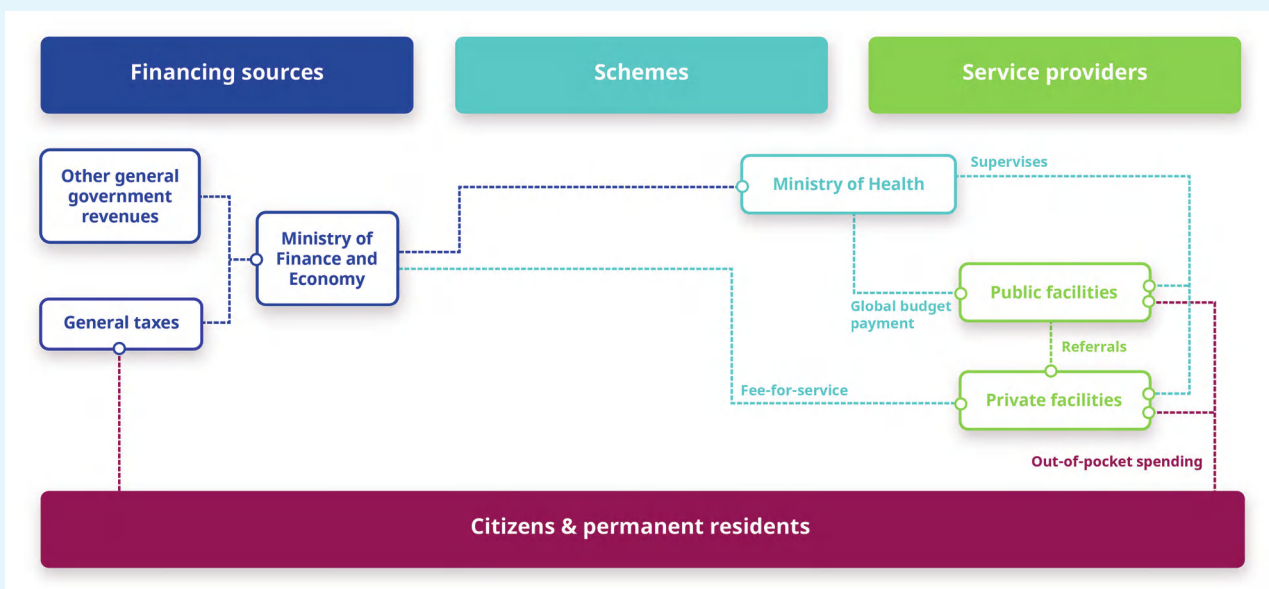 Financing sources
Schemes
Service providers
Other general
government
revenues
Ministry of
Finance and
Economy
General taxes
Ministry of Health
Supervises
Public facilities
Global budget
payment
Referrals
Fee-for-service
Private facilities
Out-of-pocket spending
Citizens & permanent residents